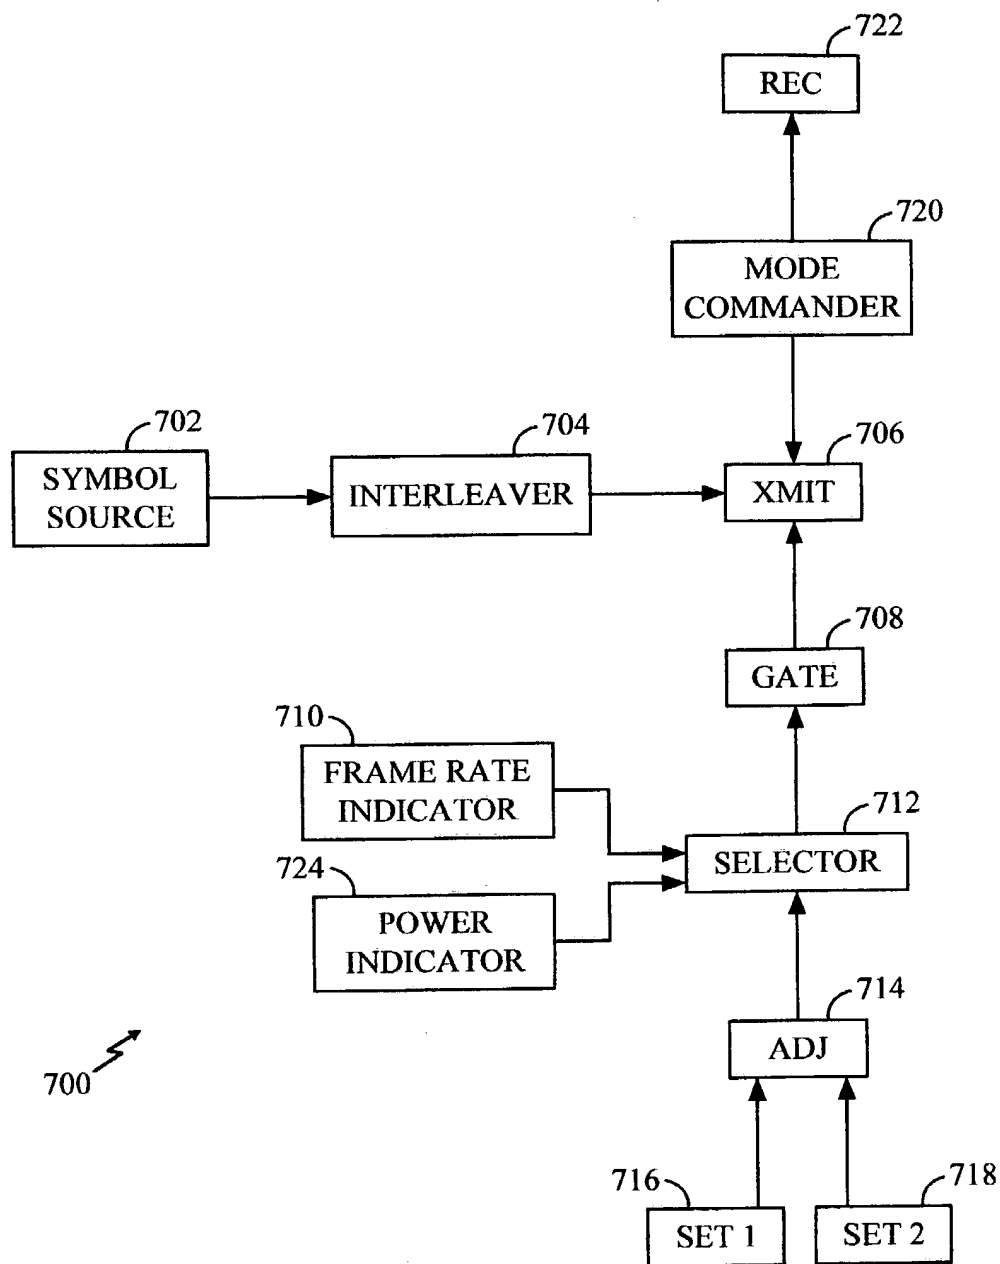 722
REC
720
MODE
COMMANDER
702
SYMBOL
SOURCE
704
INTERLEAVER
706
XMIT
708
GATE
710
FRAME RATE
INDICATOR
712
SELECTOR
724
POWER
INDICATOR
714
ADJ
700
716
SET 1
718
SET 2